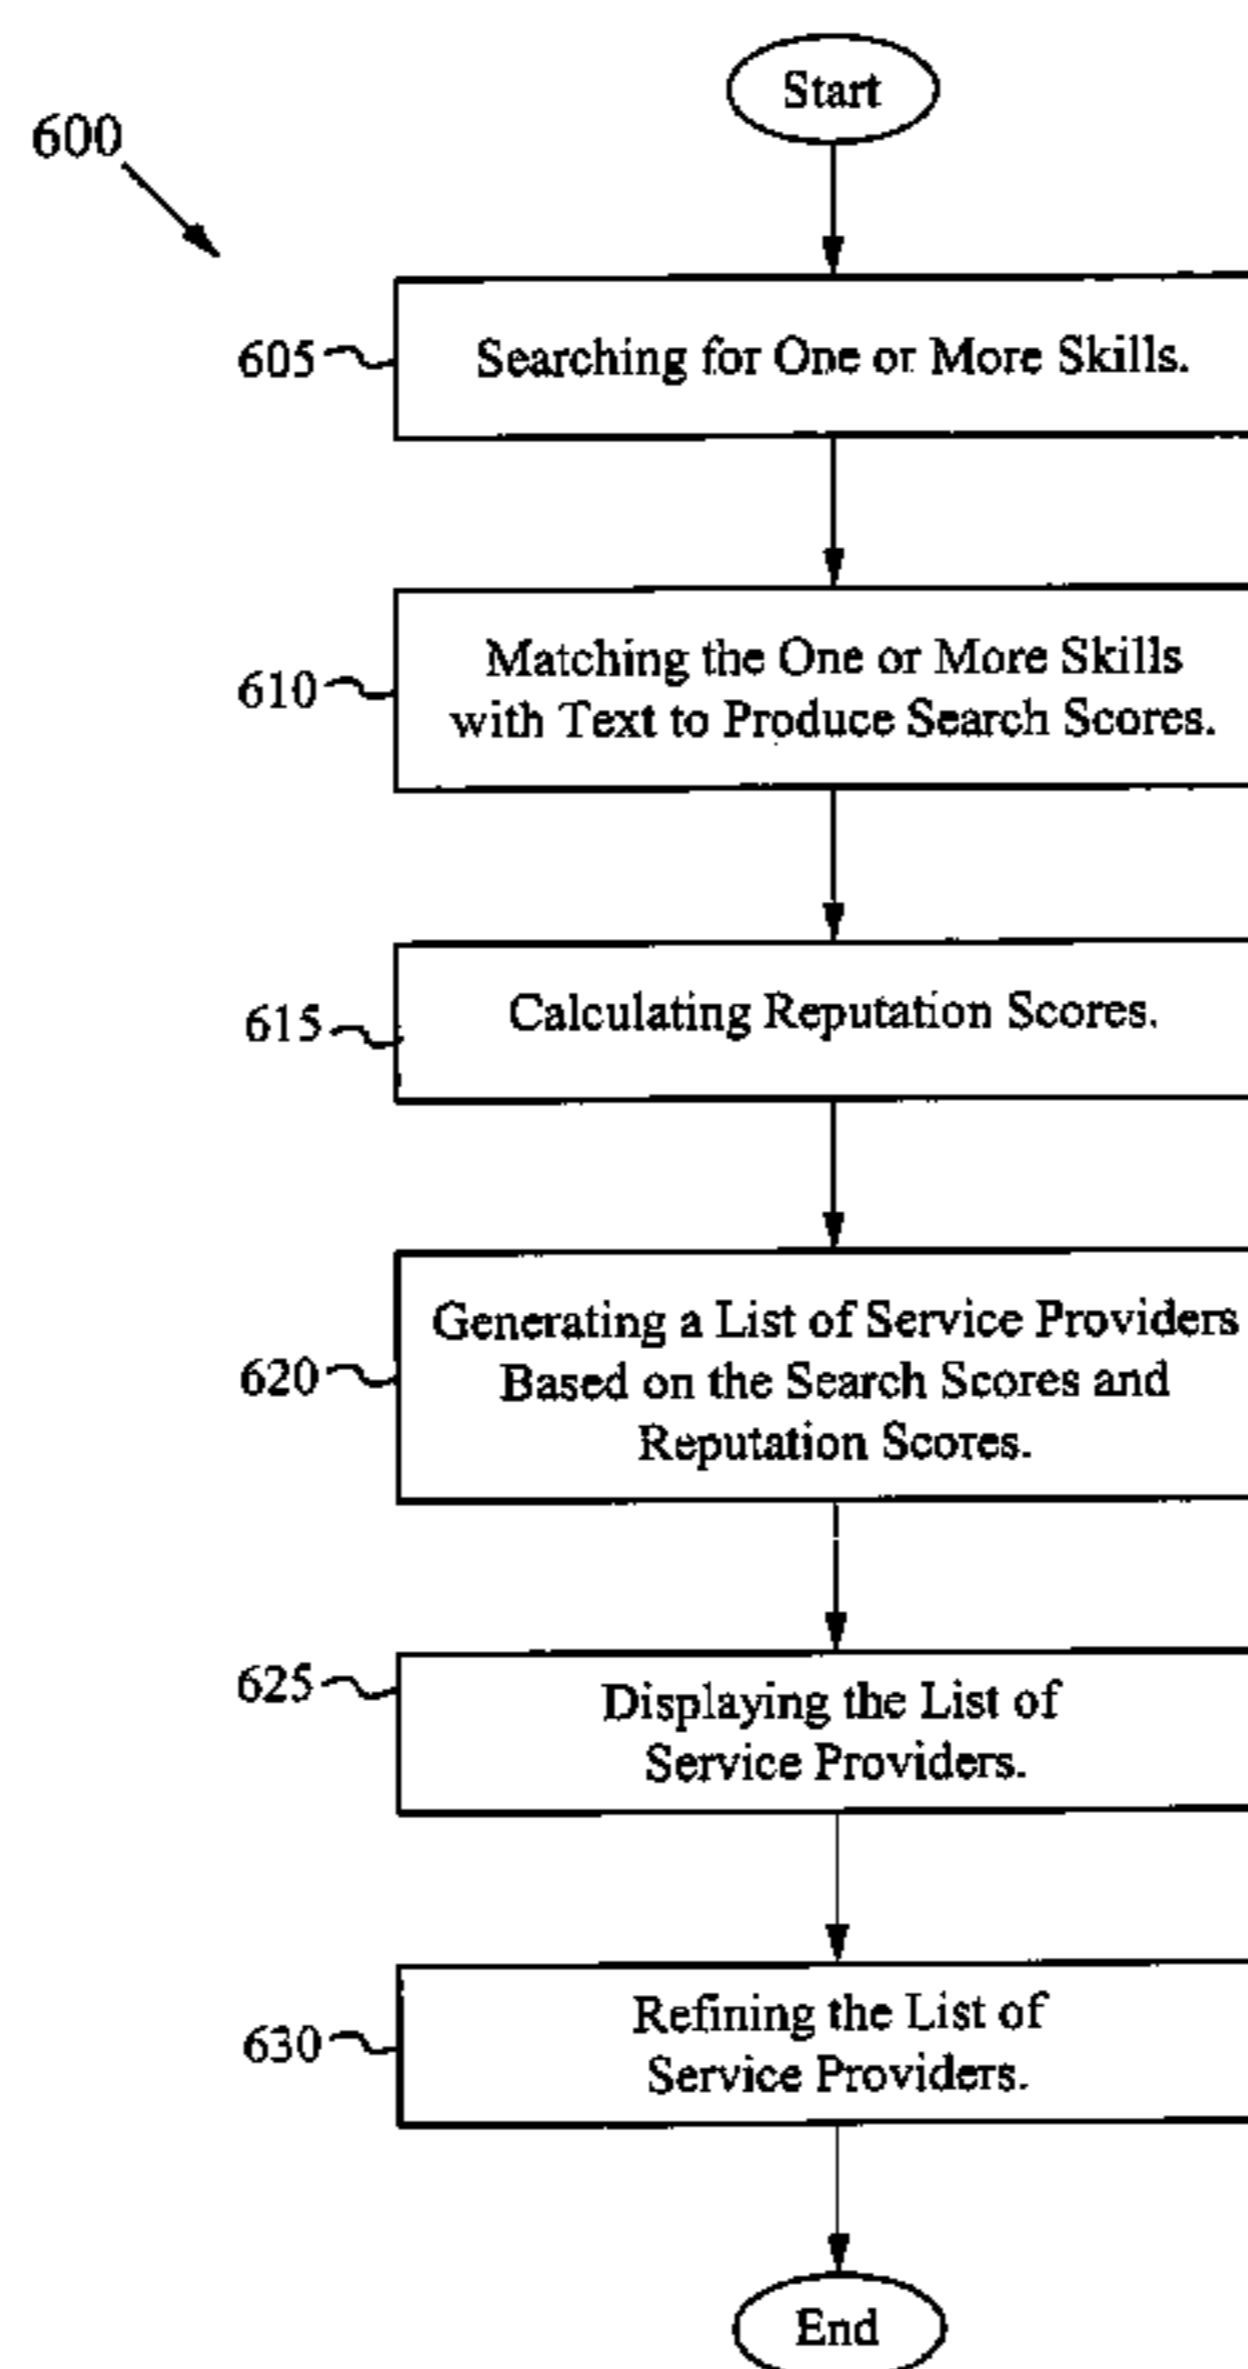 Start
600
605
Searching for One or More Skills.
610
Matching the One or More Skills
with Text to Produce Search Scores.
615
Calculating Reputation Scores.
620
Generating a List of Service Providers
Based on the Search Scores and
Reputation Scores.
625
Displaying the List of
Service Providers.
630
Refining the List of
Service Providers.
End